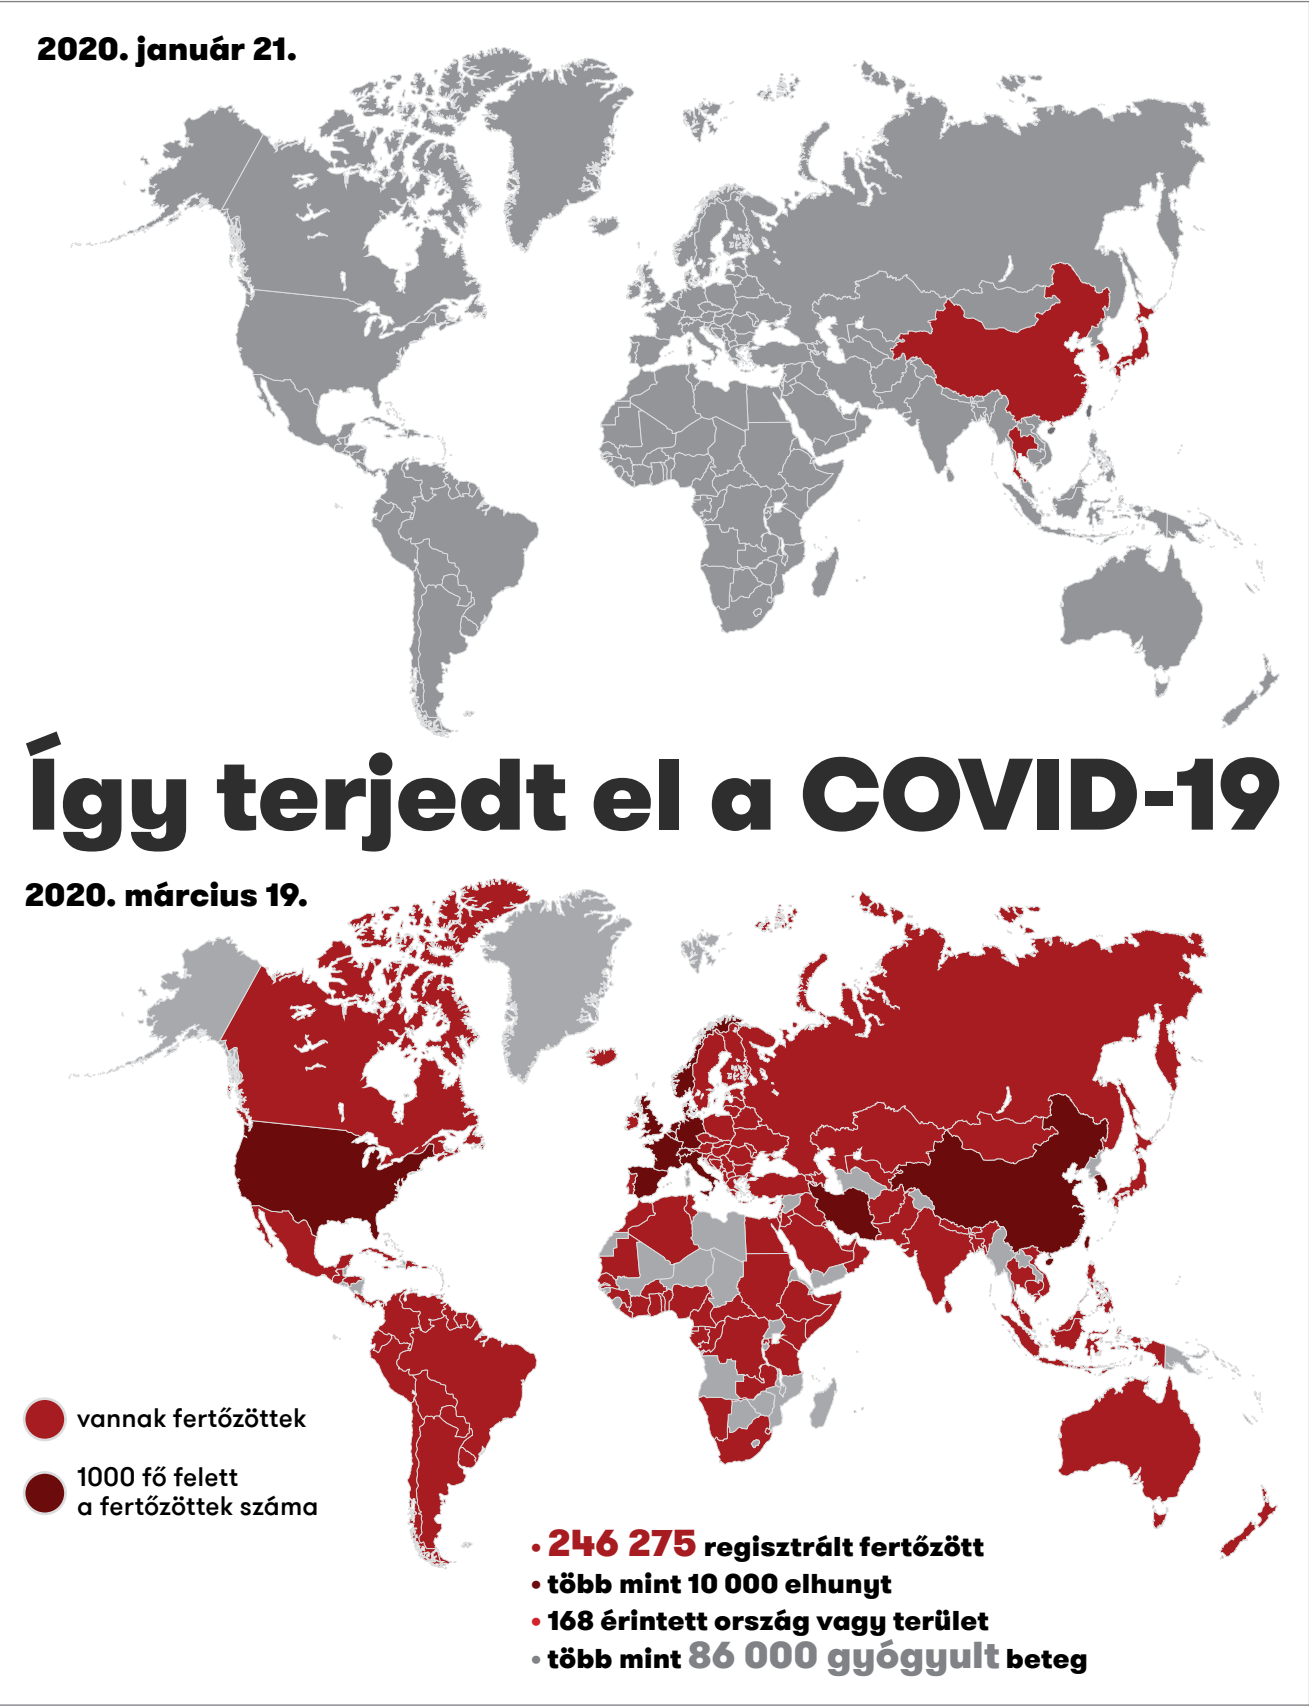 2020. január 21.
Így terjedt el a COVID-19
2020. március 19.
vannak fertőzöttek
1000 fő felett
a fertőzöttek száma
• 246 275 regisztrált fertőzött
• több mint 10 000 elhunyt
• 168 érintett ország vagy terület
• több mint 86 000 gyógyult beteg